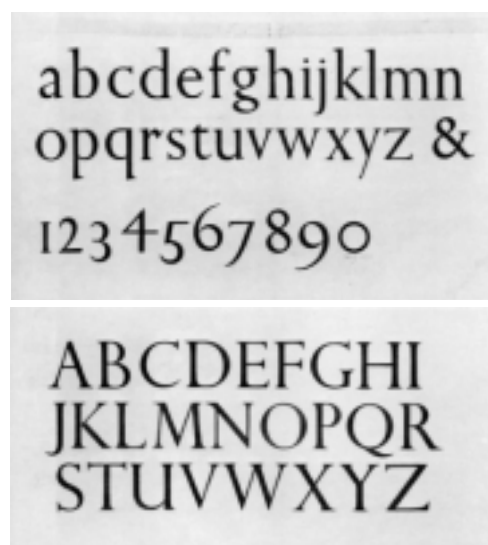 abcdefghijklmn
opqrstuvwxyz &
1234567890
ABCDEFGHI
JKLMNOPQR
STUVWXYZ